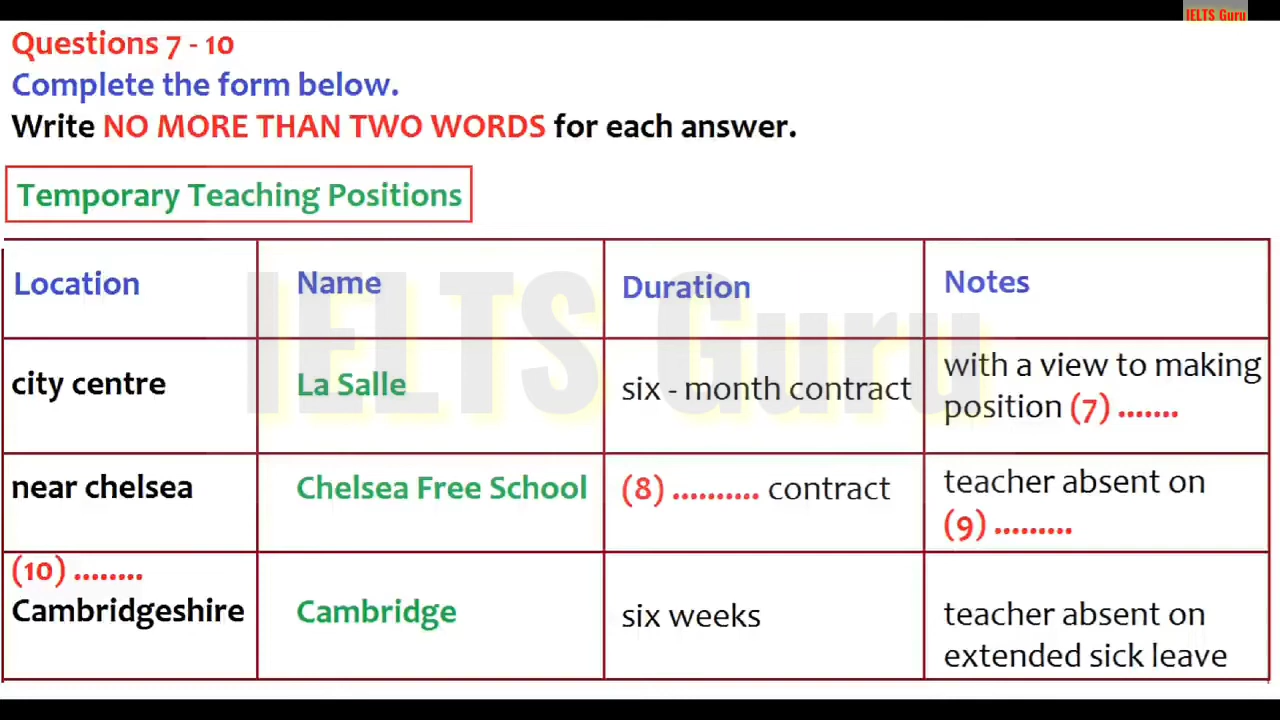 IELTS Guru
Questions 7 - 10
Complete the form below.
Write NO MORE THAN TWO WORDS for each answer.
Temporary Teaching Positions
Location Name Duration Notes
IELTS Guru
city centre La Salle six - month contract with a view to making
position (7) .......
near chelsea Chelsea Free School (8) .......... contract teacher absent on
(9) .........
(10) ........
Cambridgeshire Cambridge six weeks teacher absent on
extended sick leave